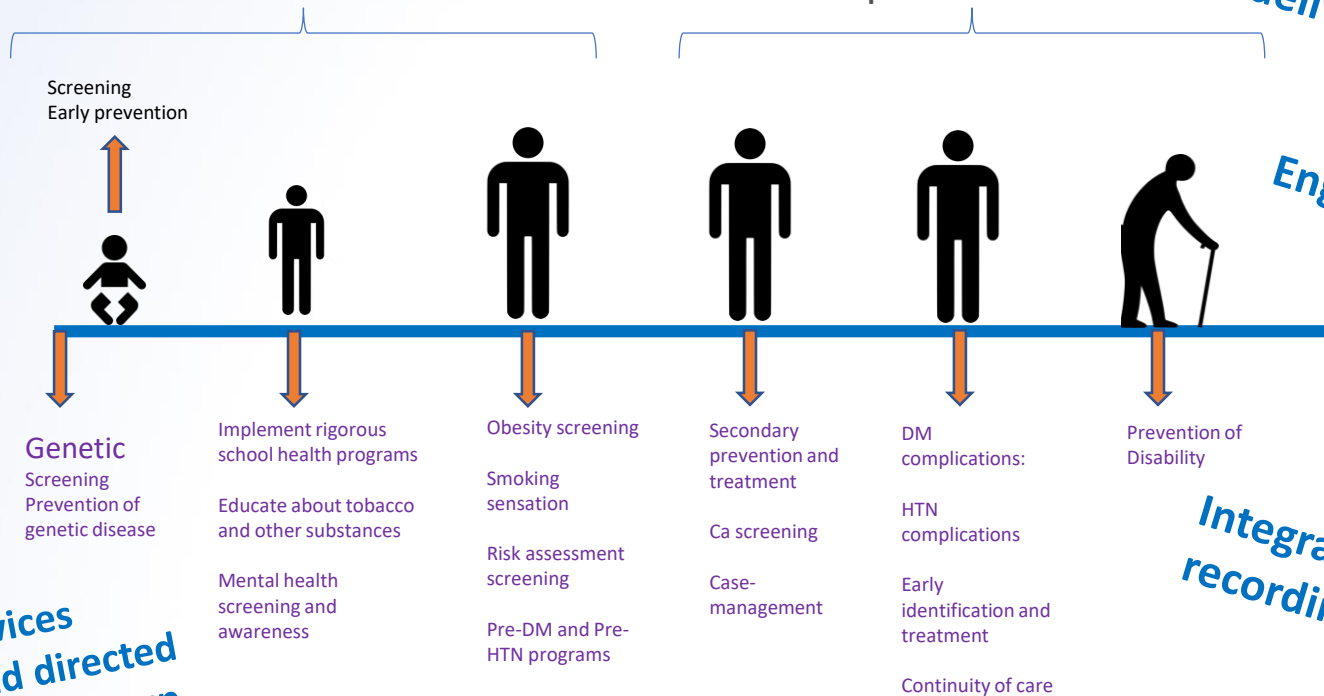 Screening
Early prevention
Genetic
Screening
Prevention of
genetic disease
Implement rigorous
school health programs
Educate about tobacco
and other substances
Mental health
screening and
awareness
Obesity screening
Smoking
sensation
Risk assessment
screening
Pre-DM and Pre-
HTN programs
Secondary
prevention and
treatment
Ca screening
Case-
management
DM
complications:
HTN
complications
Early
identification and
treatment
Continuity of care
Prevention of
Disability
directed